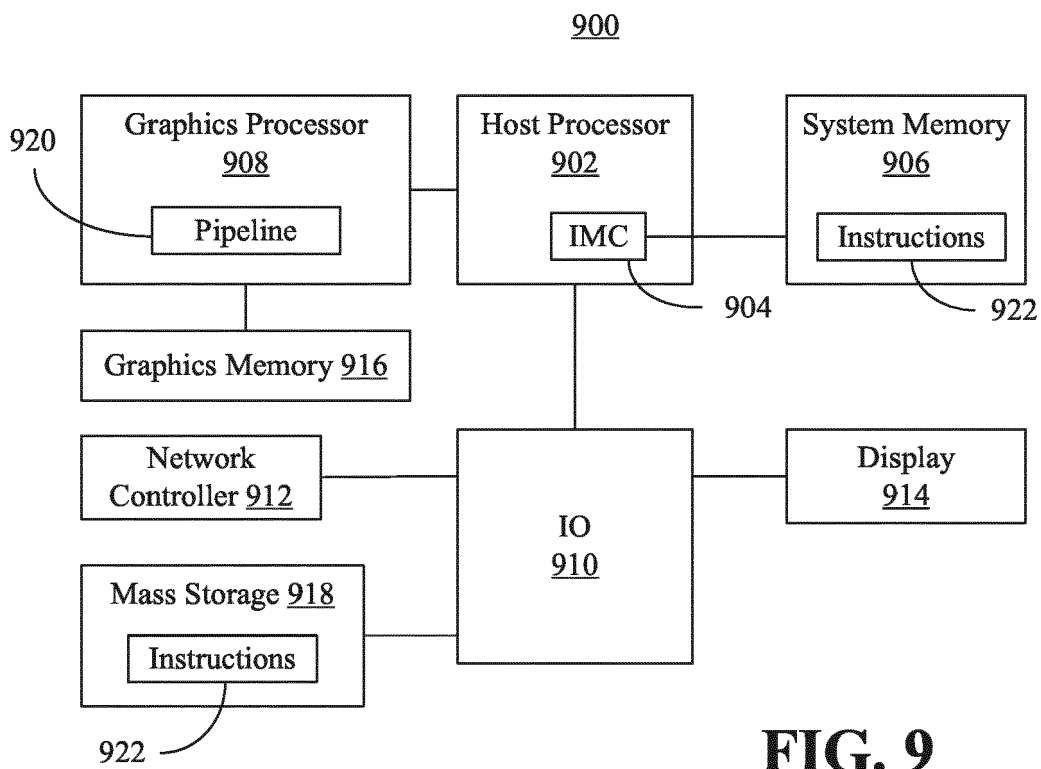 900
Graphics Processor
908
920
Pipeline
Host Processor
902
IMC
904
System Memory
906
Instructions
922
Graphics Memory 916
Network
Controller 912
IO
910
Display
914
Mass Storage 918
Instructions
922
FIG. 9